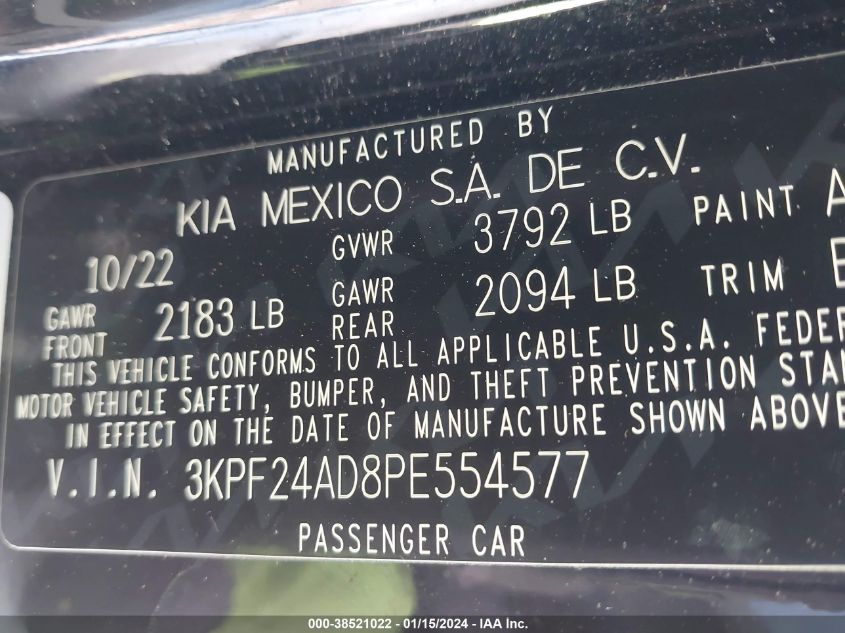 MANUFACTURED BY
KIA MEXICO S.A. DE C.V.
10/22 GVWR 3792 LB PAINT A
GAWR FRONT 2183 LB GAWR REAR 2094 LB TRIM
THIS VEHICLE CONFORMS TO ALL APPLICABLE U.S.A. FEDER
MOTOR VEHICLE SAFETY, BUMPER, AND THEFT PREVENTION STAN
IN EFFECT ON THE DATE OF MANUFACTURE SHOWN ABOVE
V.I.N. 3KPF24AD8PE554577
PASSENGER CAR
000-38521022 - 01/15/2024 - IAA Inc.